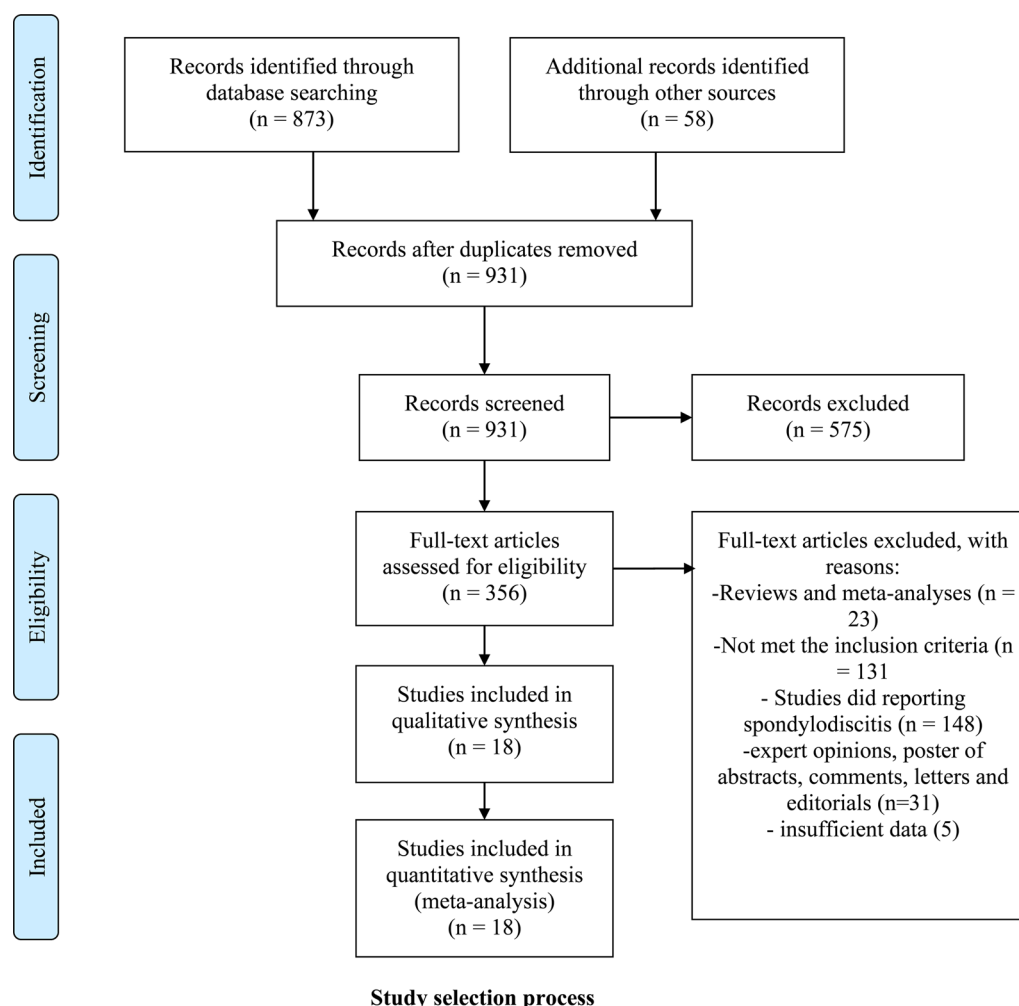 Identification
Records identified through
database searching
(n = 873)
Additional records identified
through other sources
(n = 58)
Records after duplicates removed
(n = 931)
Screening
Records screened
(n = 931)
Records excluded
(n = 575)
Eligibility
Full-text articles
assessed for eligibility
(n = 356)
Full-text articles excluded, with
reasons:
-Reviews and meta-analyses (n =
23)
-Not met the inclusion criteria (n
= 131
- Studies did reporting
spondylodiscitis (n = 148)
-expert opinions, poster of
abstracts, comments, letters and
editorials (n=31)
- insufficient data (5)
Studies included in
qualitative synthesis
(n = 18)
Included
Studies included in
quantitative synthesis
(meta-analysis)
(n = 18)
Study selection process